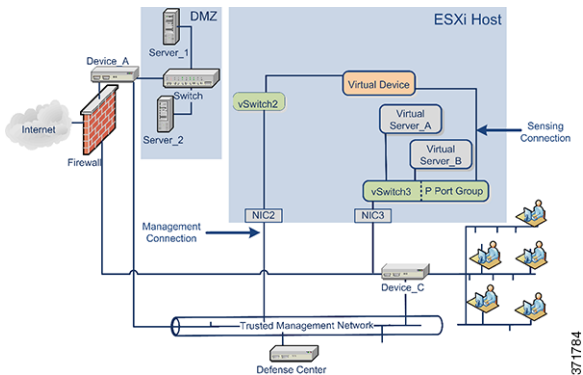 DMZ
ESXi Host
Server_1
Device_A
Switch
Server_2
Internet
Firewall
vSwitch2
Virtual Device
Virtual
Server_A
Virtual
Server_B
Sensing
Connection
vSwitch3
P Port Group
NIC2
NIC3
Management
Connection
Device_C
Trusted Management Network
Defense Center
371784